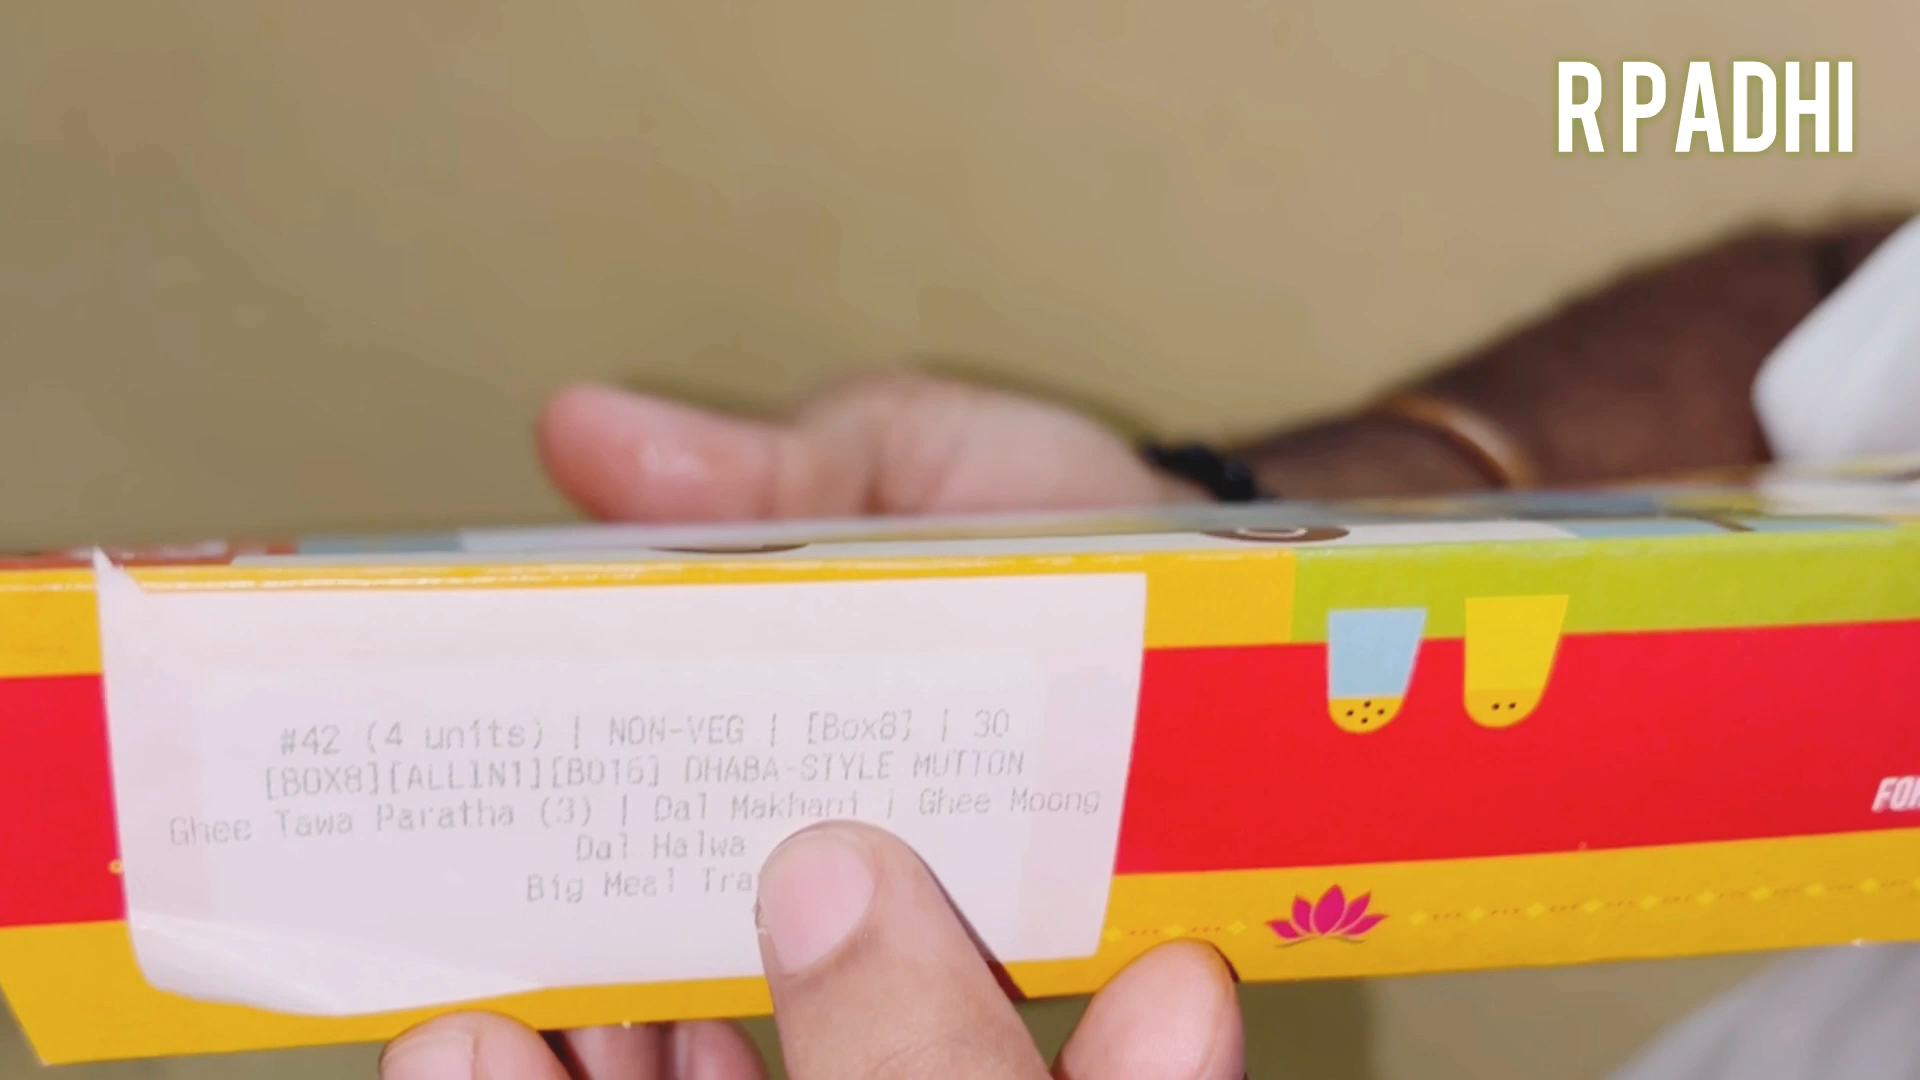 R PADHI
#42 (4 units) | NON-VEG | [Box8] | 30
[BOX8][ALLIN1][BO16] DHABA-STYLE MUTTON
Ghee Tawa Paratha (3) | Dal Makhani | Ghee Moong
Dal Halwa
Big Meal